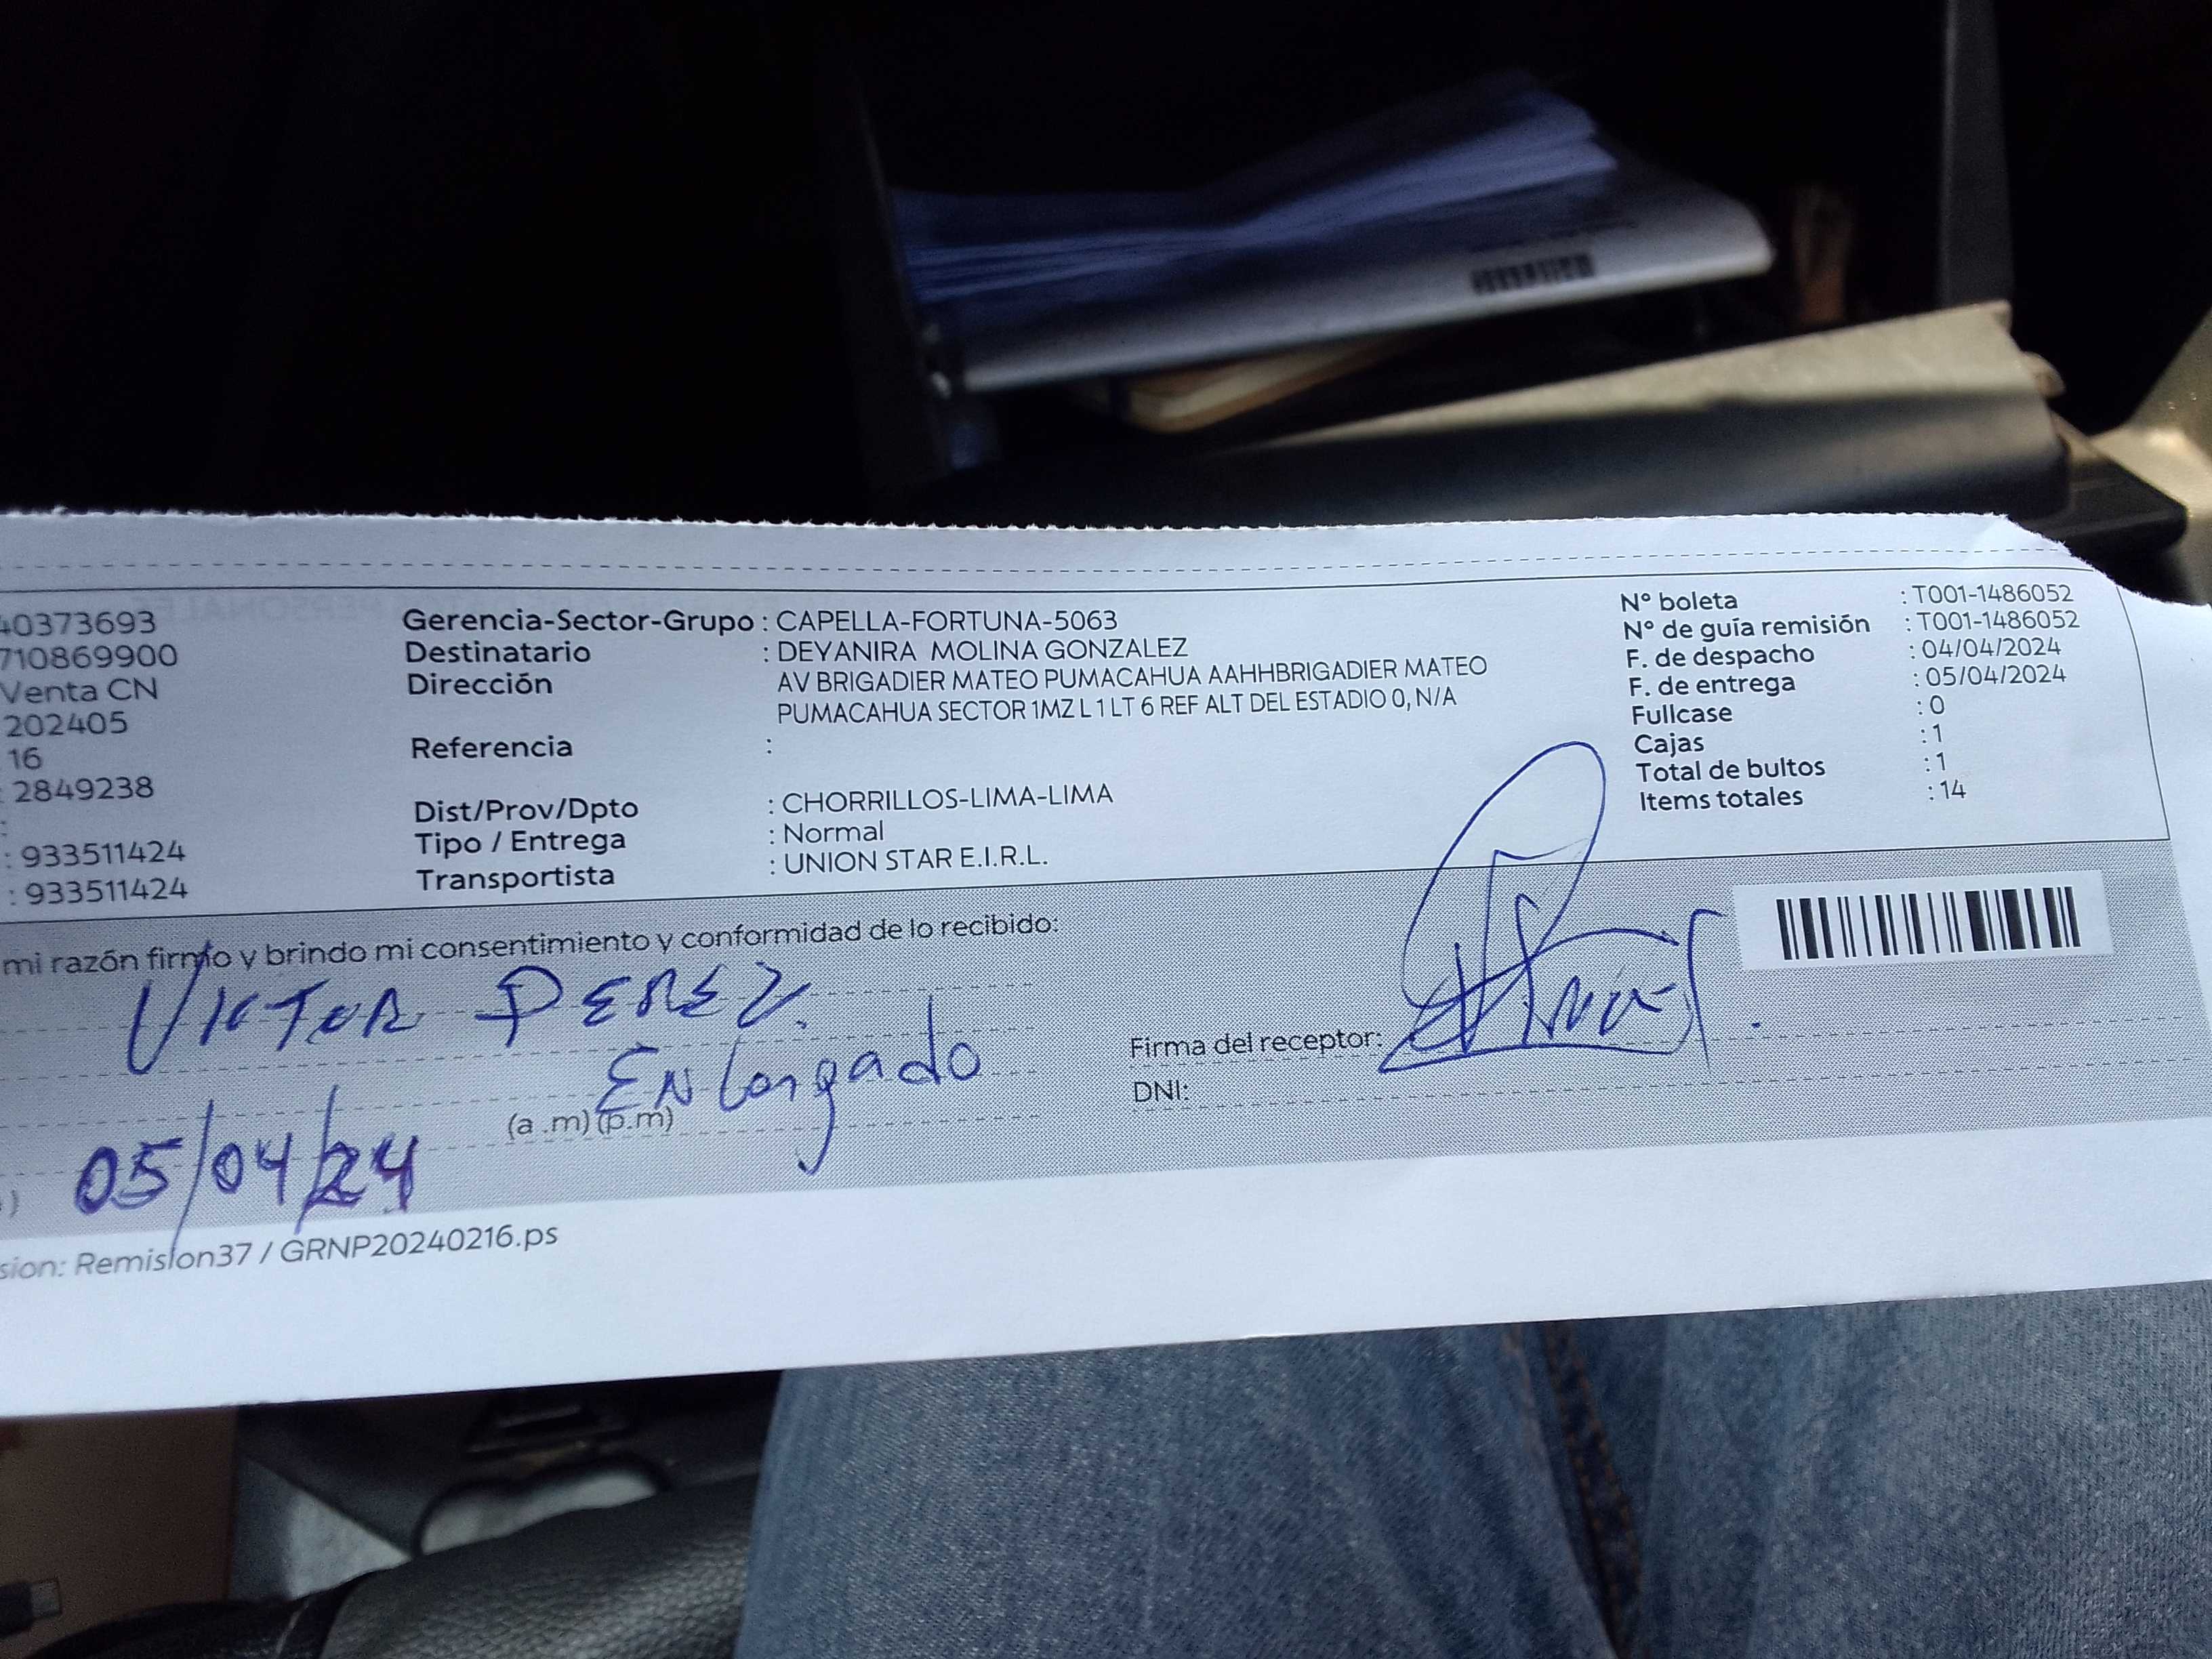 40373693
710869900
Venta CN
202405
: 16
: 2849238
:
: 933511424
: 933511424
Gerencia-Sector-Grupo : CAPELLA-FORTUNA-5063
Destinatario : DEYANIRA MOLINA GONZALEZ
Dirección AV BRIGADIER MATEO PUMACAHUA AAHHBRIGADIER MATEO
PUMACAHUA SECTOR 1MZ L 1 LT 6 REF ALT DEL ESTADIO 0, N/A
Referencia :
Dist/Prov/Dpto : CHORRILLOS-LIMA-LIMA
Tipo / Entrega : Normal
Transportista : UNION STAR E.I.R.L.
N° boleta : T001-1486052
N° de guía remisión : T001-1486052
F. de despacho : 04/04/2024
F. de entrega : 05/04/2024
Fullcase : 0
Cajas : 1
Total de bultos : 1
Items totales : 14
mi razón firmo y brindo mi consentimiento y conformidad de lo recibido:
VICTOR PEREZ.
Firma del receptor:
DNI:
(a .m) (p.m)
05/04/24
sion: Remision37 / GRNP20240216.ps